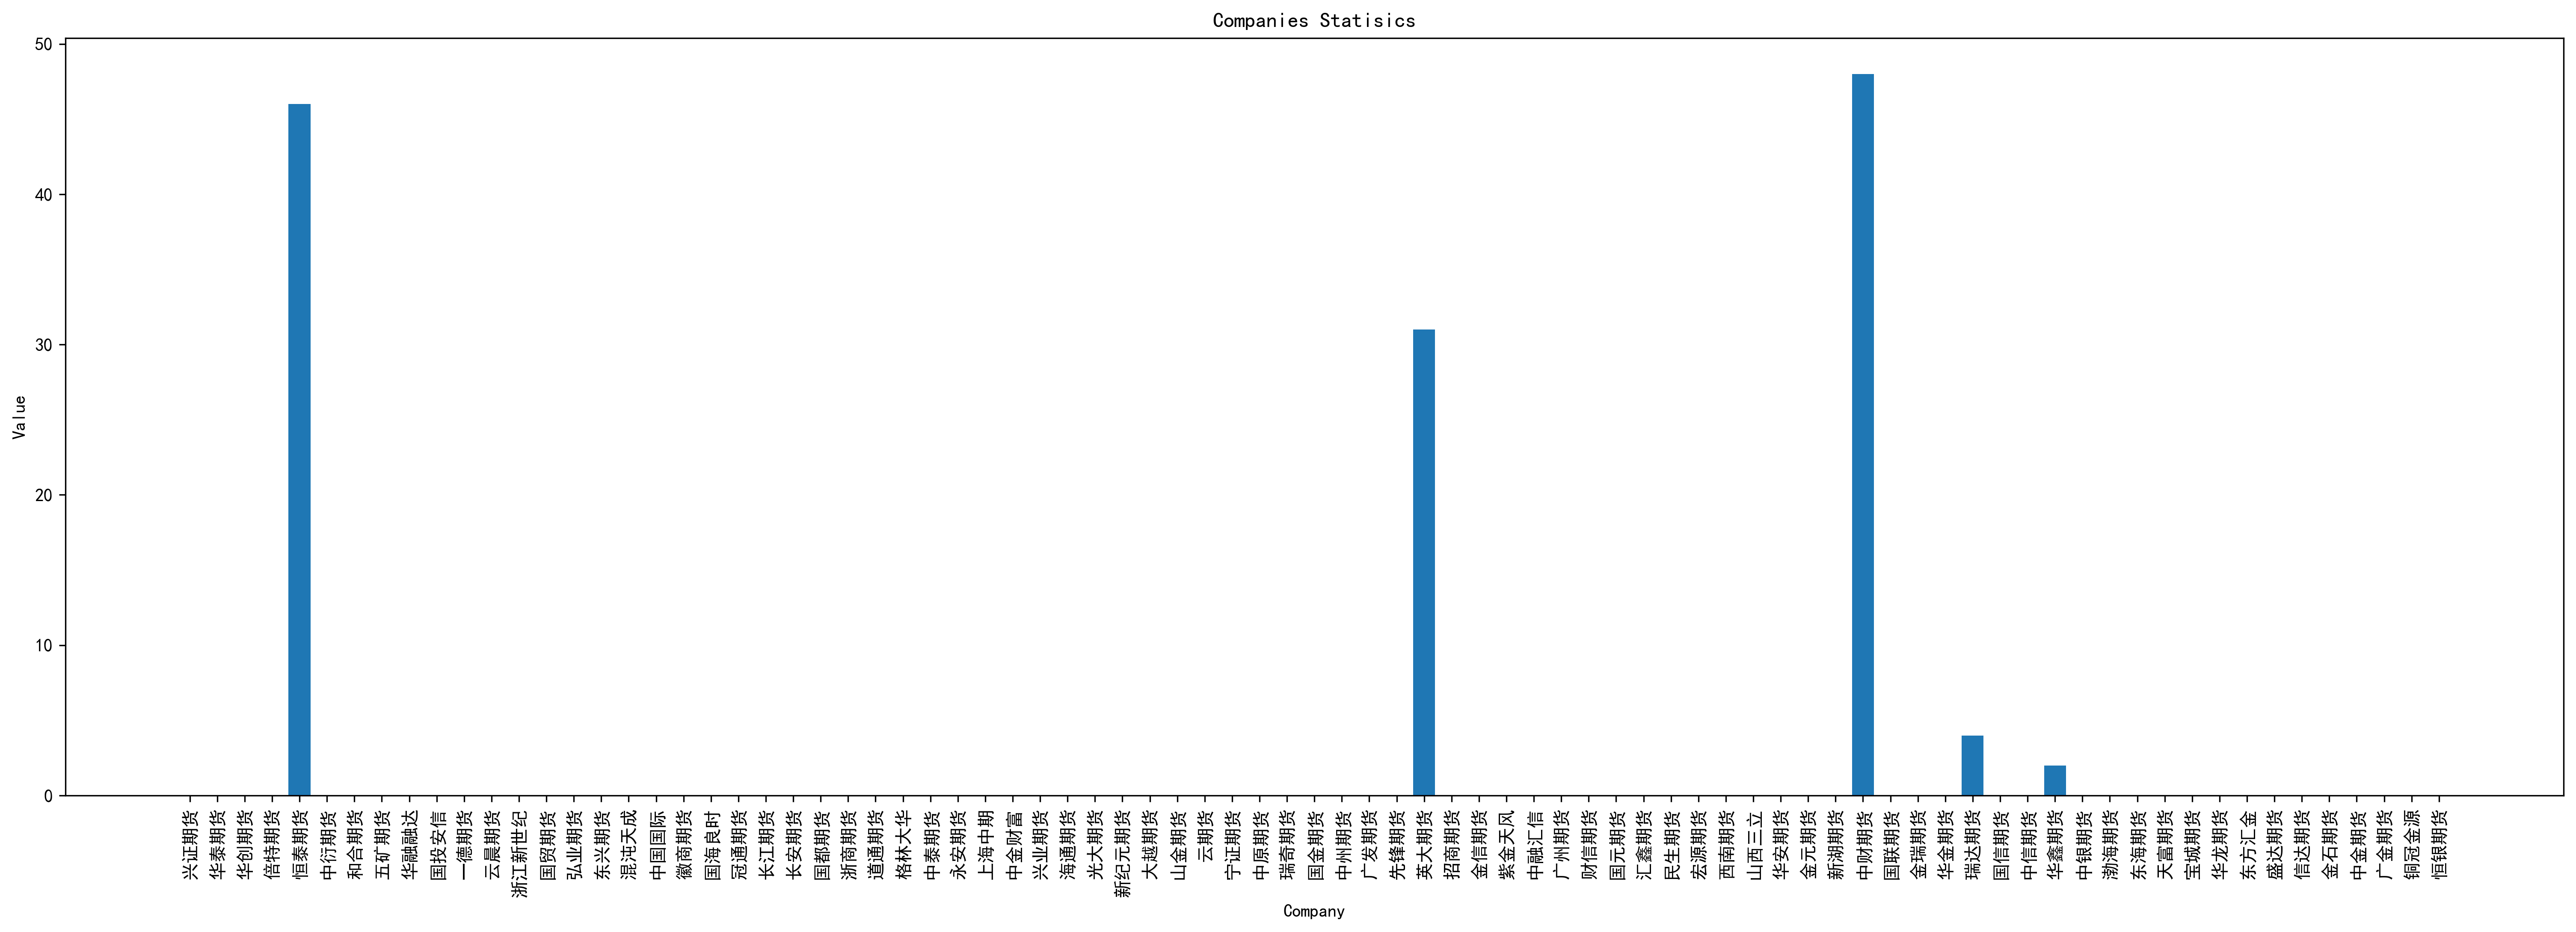 Companies Statisics
50
40
30
20
10
0
Value
兴证期货
华泰期货
华创期货
倍特期货
恒泰期货
中衍期货
和合期货
五矿期货
华融融达
国投安信
一德期货
云晨期货
浙江新世纪
国贸期货
弘业期货
东兴期货
混沌天成
中国国际
徽商期货
国海良时
冠通期货
长江期货
长安期货
国都期货
浙商期货
道通期货
格林大华
中泰期货
永安期货
上海中期
中金财富
兴业期货
海通期货
光大期货
新纪元期货
大越期货
山金期货
云期货
宁证期货
中原期货
瑞奇期货
国金期货
中州期货
广发期货
先锋期货
英大期货
招商期货
金信期货
紫金天风
中融汇信
广州期货
财信期货
国元期货
汇鑫期货
民生期货
宏源期货
西南期货
山西三立
华安期货
金元期货
新湖期货
中财期货
国联期货
金瑞期货
华金期货
瑞达期货
国信期货
中信期货
华鑫期货
中银期货
渤海期货
东海期货
天富期货
宝城期货
华龙期货
东方汇金
盛达期货
信达期货
金石期货
中金期货
广金期货
铜冠金源
恒银期货
Company